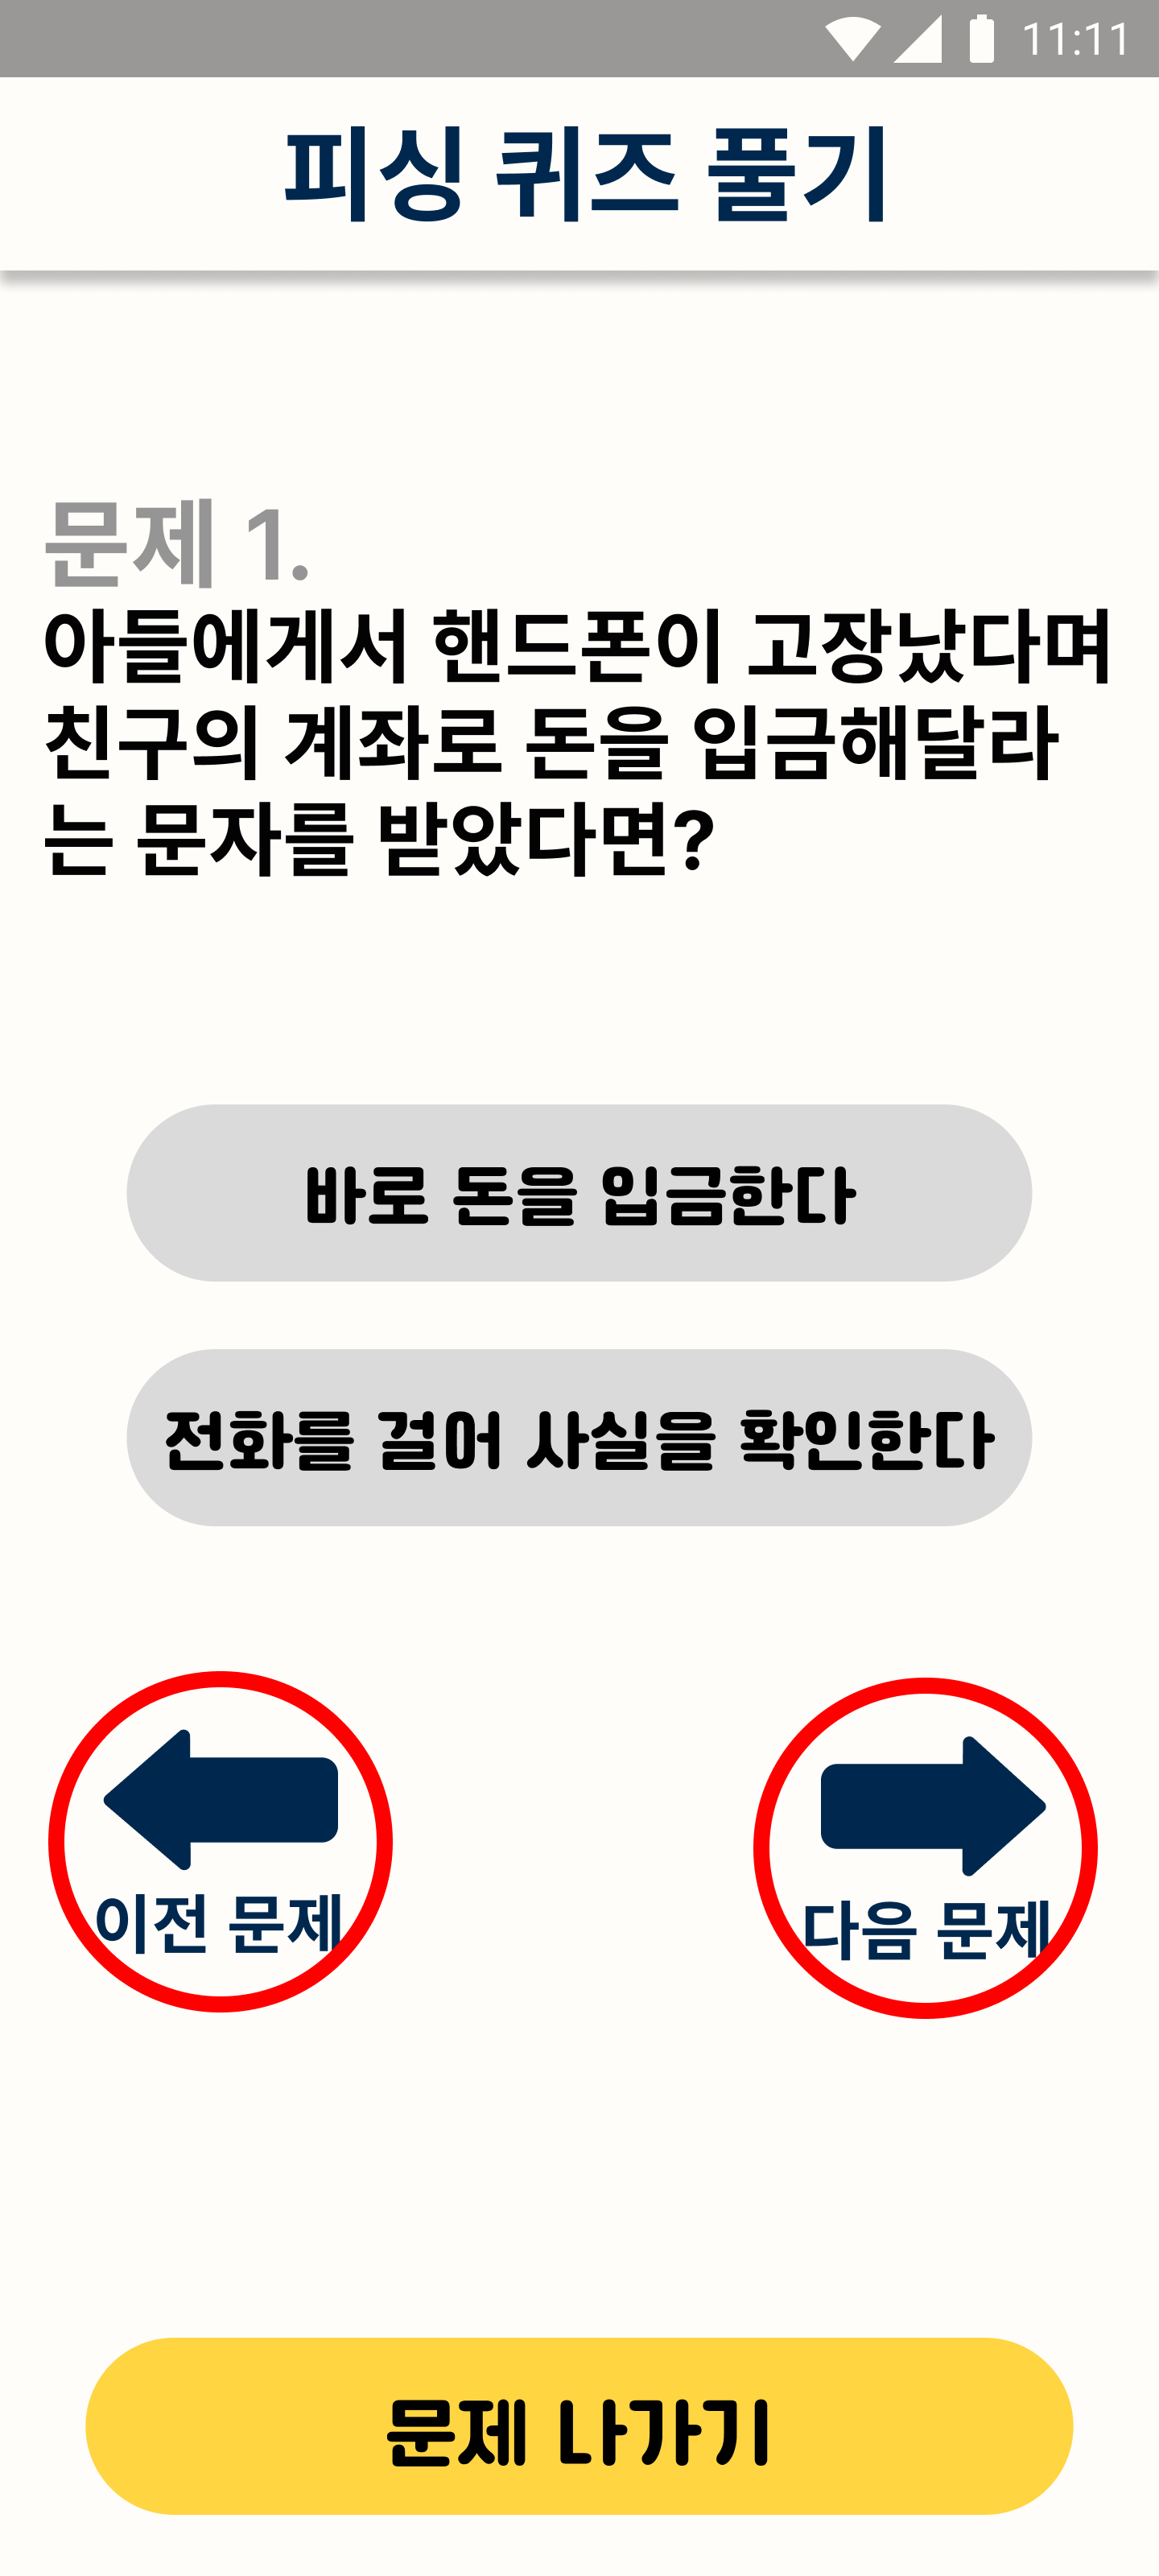 11:11
피싱 퀴즈 풀기
문제 1.
아들에게서 핸드폰이 고장났다며
친구의 계좌로 돈을 입금해달라
는 문자를 받았다면?
바로 돈을 입금한다
전화를 걸어 사실을 확인한다
이전 문제
다음 문제
문제 나가기